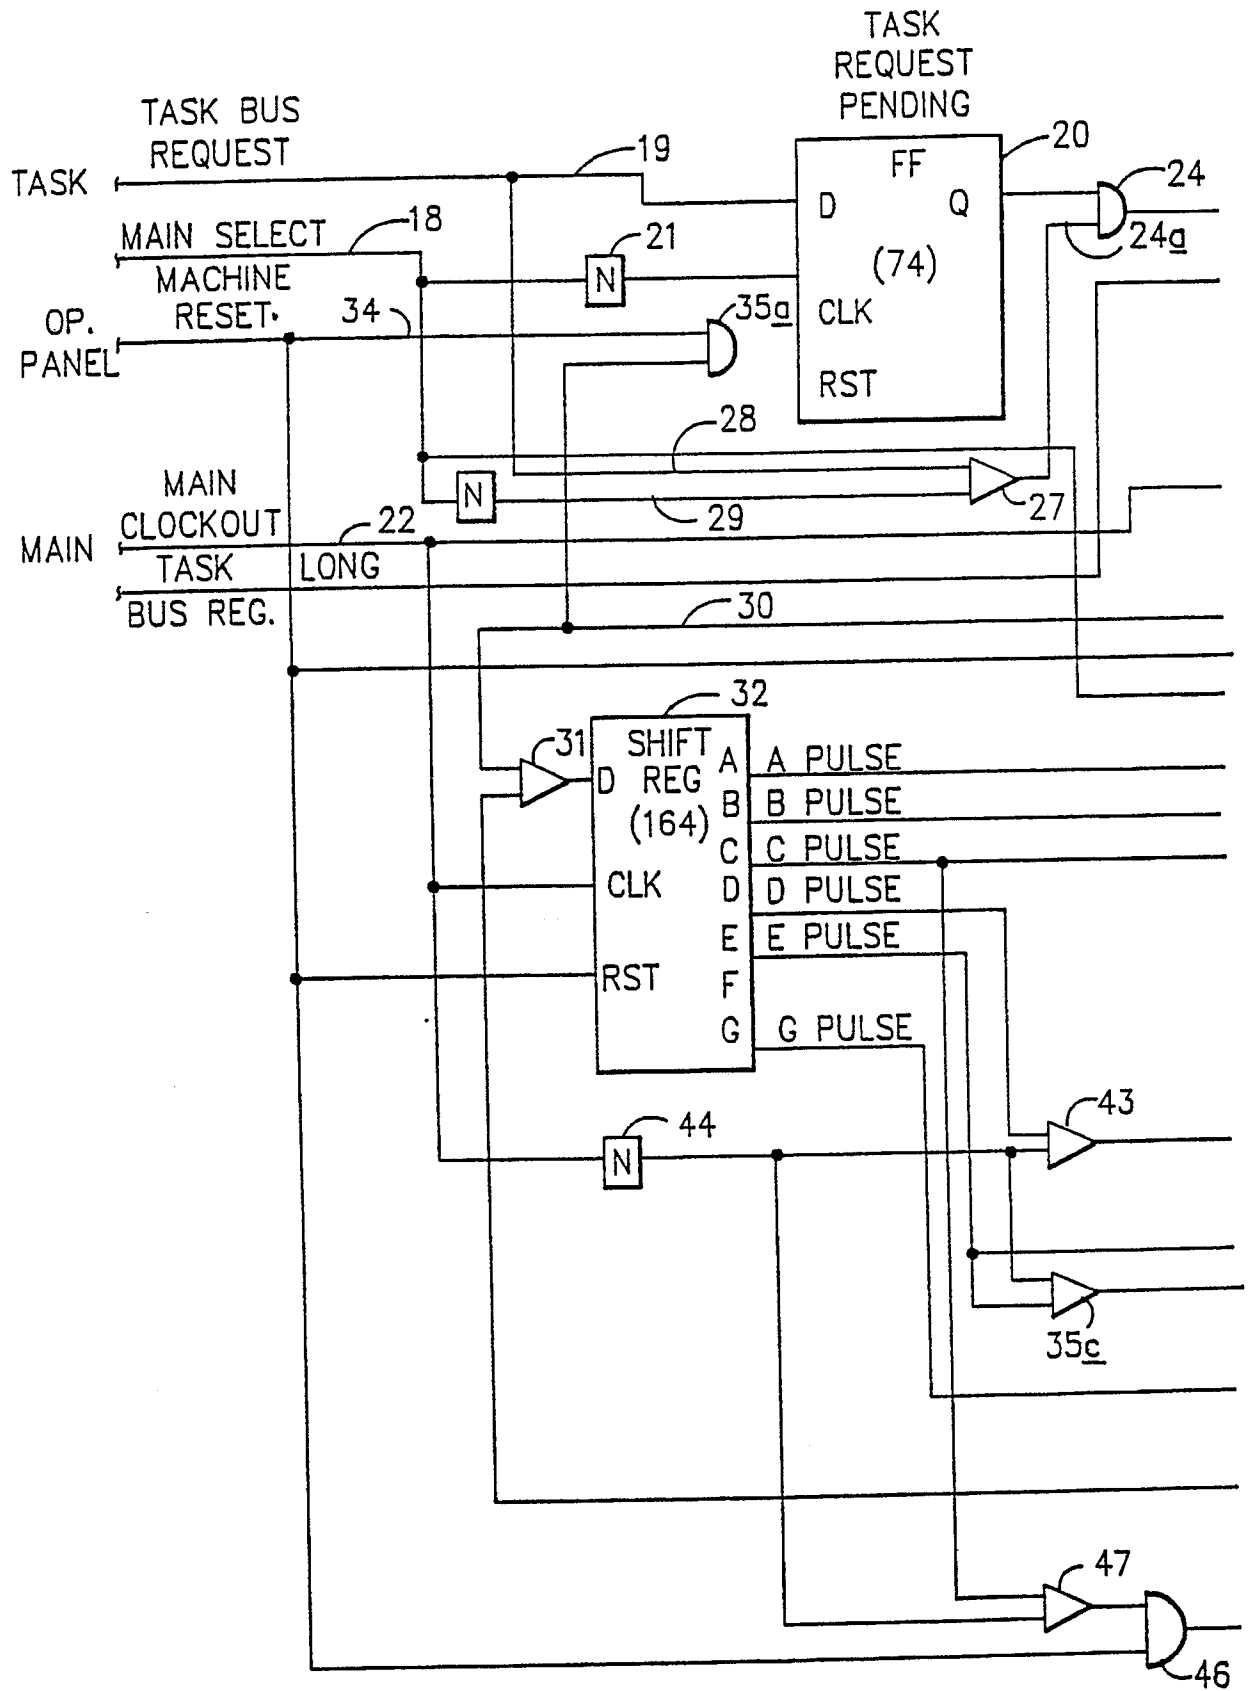 TASK
REQUEST
PENDING
TASK BUS
REQUEST
TASK
19
20
FF
D
Q
24
MAIN SELECT
18
21
N
(74)
24a
MACHINE
RESET.
34
35a
CLK
OP.
PANEL
RST
28
MAIN
CLOCKOUT
22
N
29
27
MAIN
TASK LONG
BUS REG.
30
32
31
SHIFT
REG
(164)
D
CLK
RST
A A PULSE
B B PULSE
C C PULSE
D D PULSE
E E PULSE
F
G G PULSE
43
44
N
35c
47
46